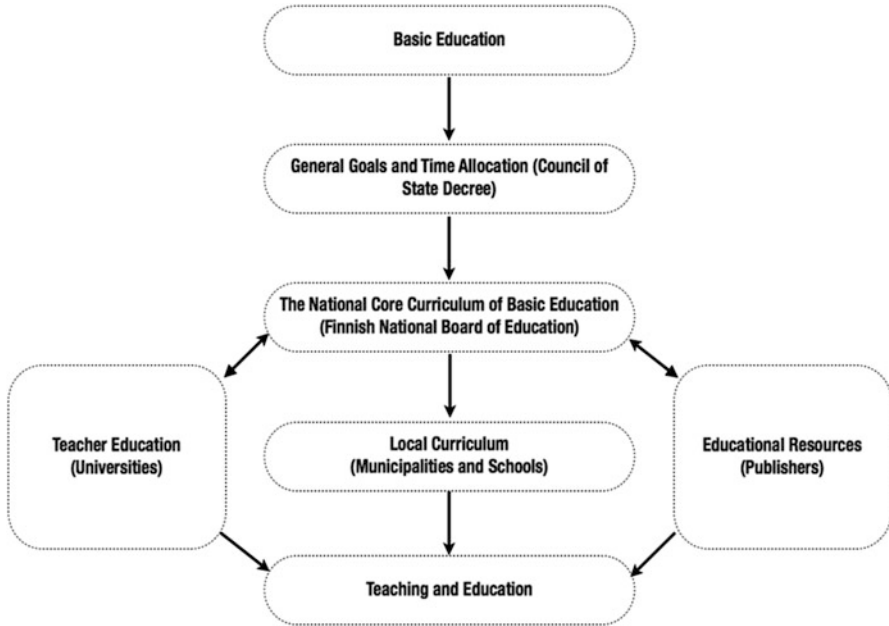 Basic Education
General Goals and Time Allocation (Council of
State Decree)
The National Core Curriculum of Basic Education
(Finnish National Board of Education)
Teacher Education
(Universities)
Local Curriculum
(Municipalities and Schools)
Educational Resources
(Publishers)
Teaching and Education